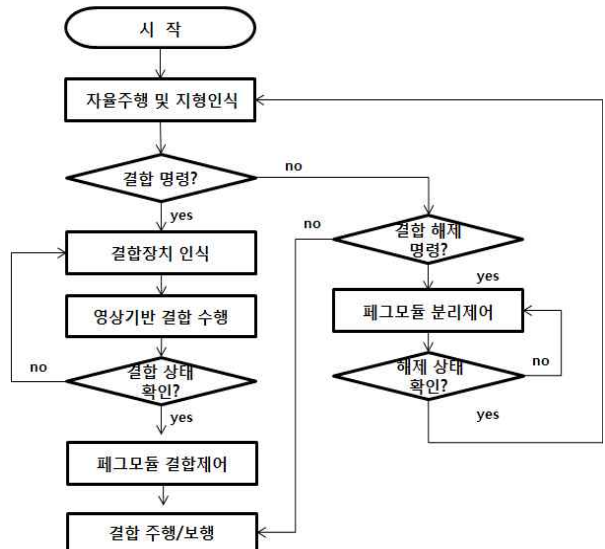 시 작
자율주행 및 지형인식
결합 명령?
no
yes
결합장치 인식
영상기반 결합 수행
no
결합 상태
확인?
yes
페그모듈 결합제어
결합 주행/보행
no
결합 해제
명령?
yes
페그모듈 분리제어
해제 상태
확인?
no
yes